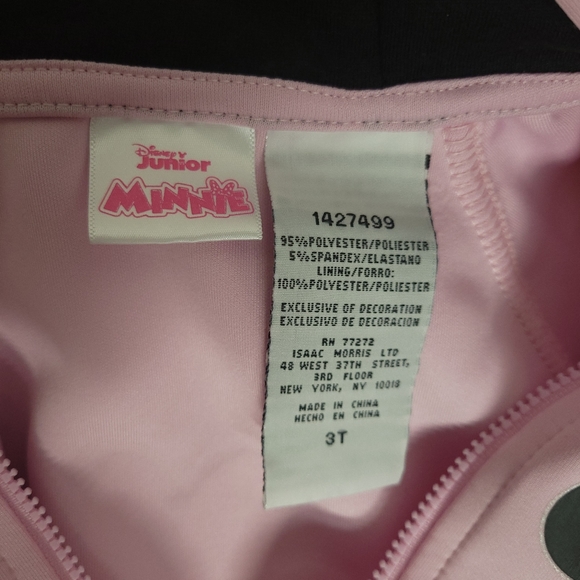 Disney
Junior
MINNIE
1427499
95%POLYESTER/POLIESTER
5%SPANDEX/ELASTANO
LINING/FORRO:
100%POLYESTER/POLIESTER
EXCLUSIVE OF DECORATION
EXCLUSIVO DE DECORACION
RN 77272
ISAAC MORRIS LTD
48 WEST 37TH STREET,
3RD FLOOR
NEW YORK, NY 10018
MADE IN CHINA
HECHO EN CHINA
3T